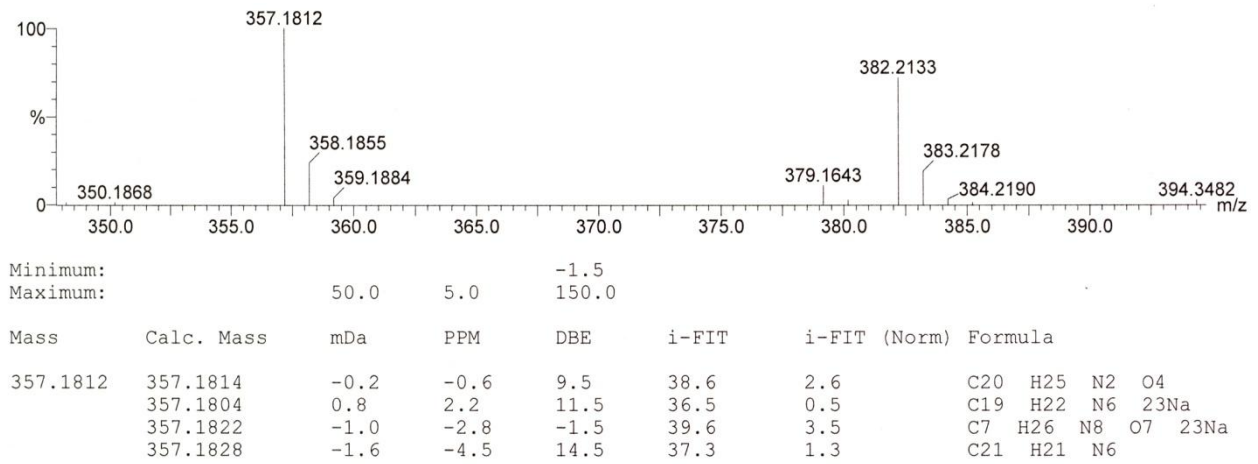 357.1812
100
382.2133
%
358.1855
383.2178
379.1643
350.1868
359.1884
384.2190
394.3482
0
m/z
350.0 355.0 360.0 365.0 370.0 375.0 380.0 385.0 390.0
Minimum: -1.5
Maximum: 50.0 5.0 150.0
Mass Calc. Mass mDa PPM DBE i-FIT i-FIT (Norm) Formula
357.1812 357.1814 -0.2 -0.6 9.5 38.6 2.6 C20 H25 N2 O4
357.1804 0.8 2.2 11.5 36.5 0.5 C19 H22 N6 23Na
357.1822 -1.0 -2.8 -1.5 39.6 3.5 C7 H26 N8 O7 23Na
357.1828 -1.6 -4.5 14.5 37.3 1.3 C21 H21 N6